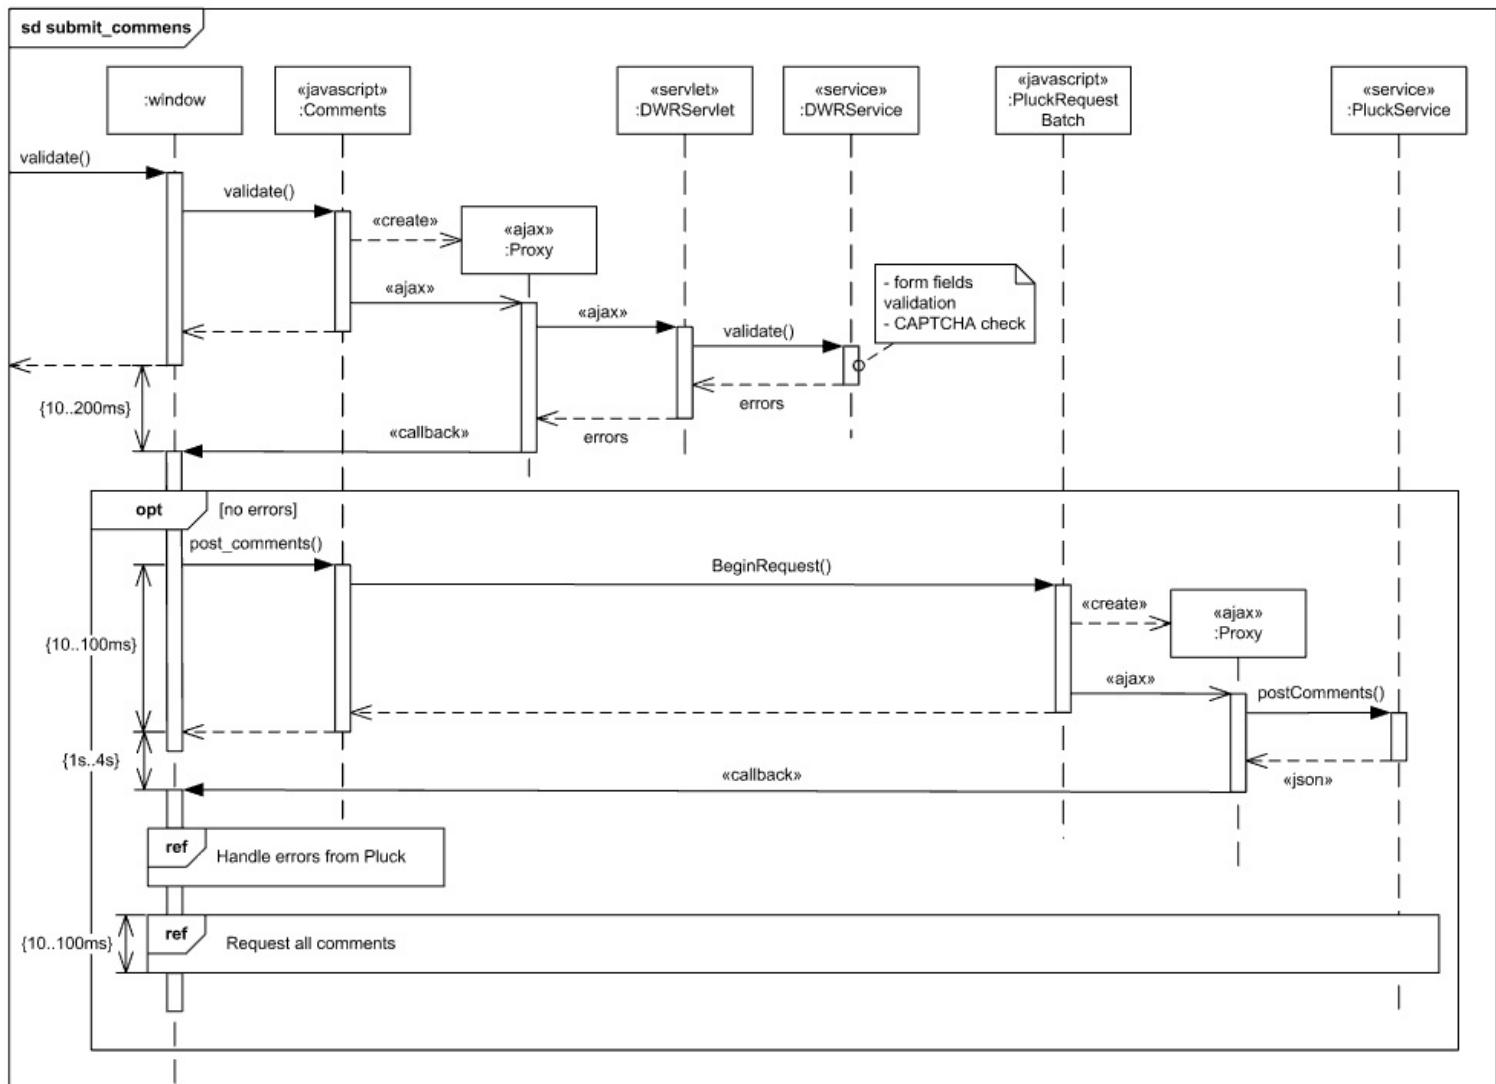 sd submit_commens
:window
«javascript»
:Comments
«servlet»
:DWRServlet
«service»
:DWRService
«javascript»
:PluckRequest
Batch
«service»
:PluckService
validate()
validate()
«create»
«ajax»
:Proxy
«ajax»
«ajax»
validate()
- form fields
validation
- CAPTCHA check
errors
errors
{10..200ms}
«callback»
opt
[no errors]
post_comments()
BeginRequest()
«create»
«ajax»
:Proxy
{10..100ms}
«ajax»
postComments()
{1s..4s}
«callback»
«json»
ref
Handle errors from Pluck
ref
Request all comments
{10..100ms}